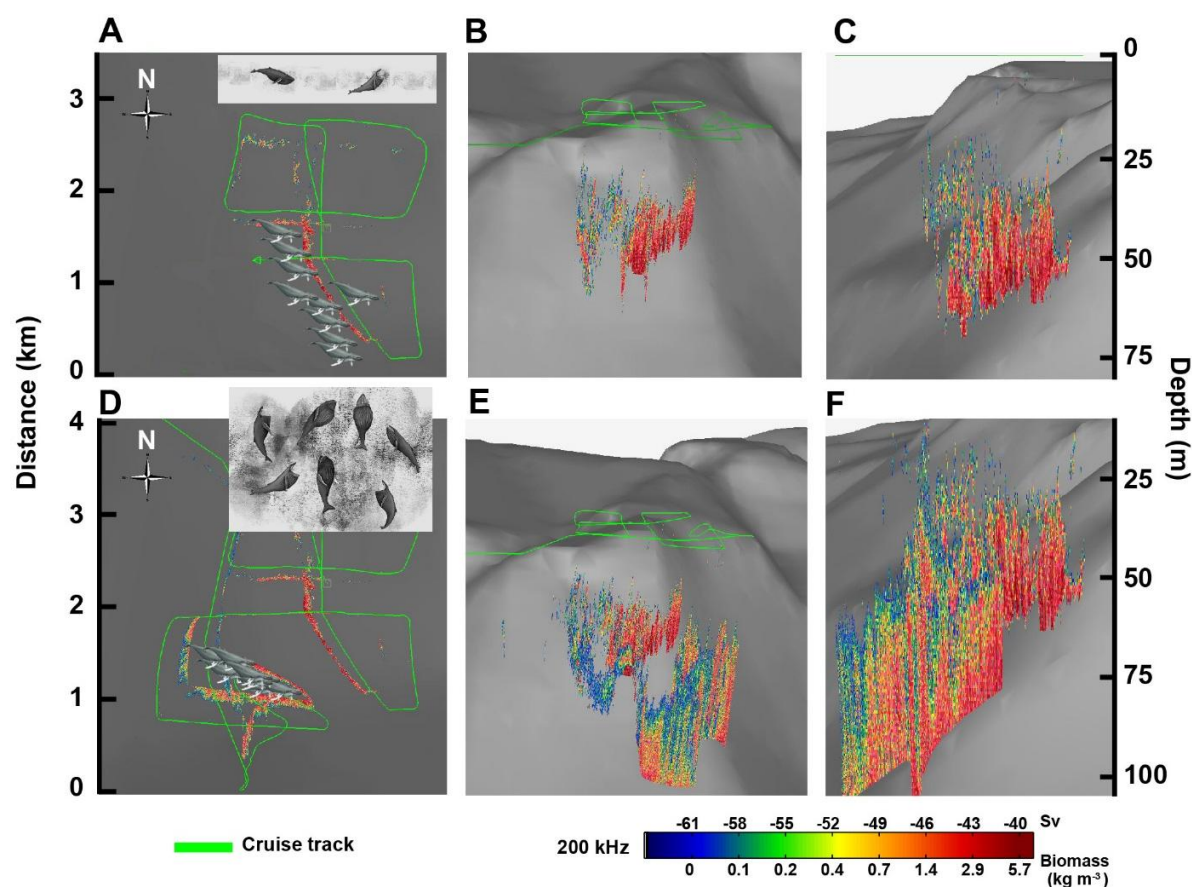 A
B
C
N
3
2
1
0
0
25
50
75
Distance (km)
Depth (m)
D
E
F
N
4
3
2
1
0
25
50
75
100
Cruise track
200 kHz
-61 -58 -55 -52 -49 -46 -43 -40 Sv
0 0.1 0.2 0.4 0.7 1.4 2.9 5.7 Biomass
(kg m⁻³)